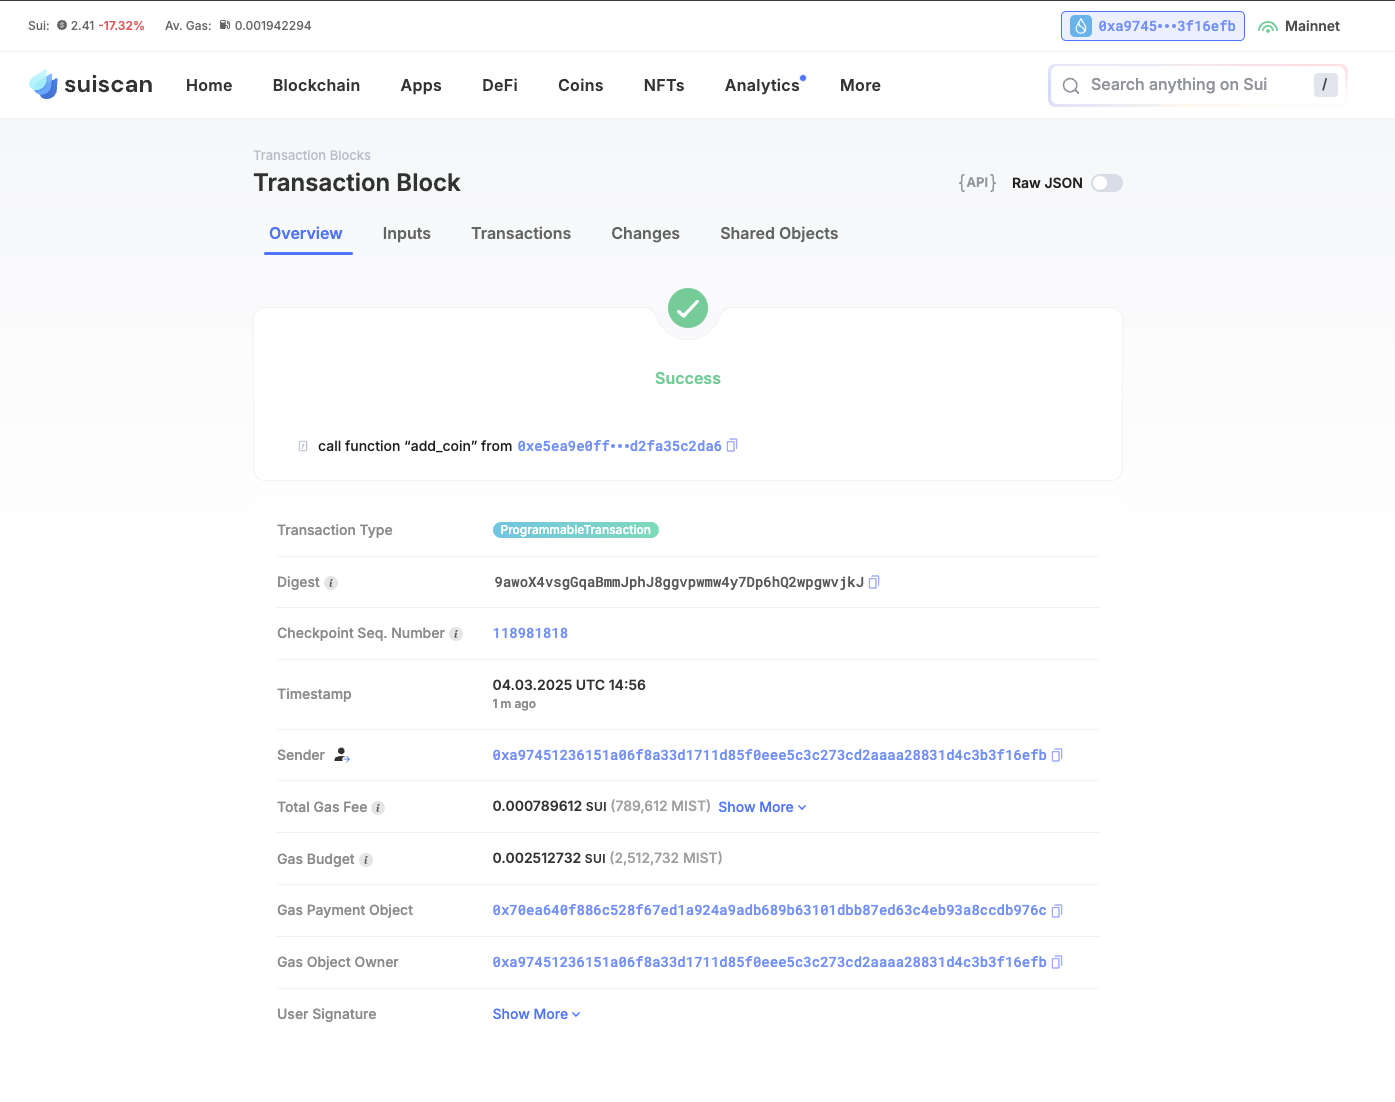 Sui: 2.41 -17.32% Av. Gas: 0.001942294
0xa9745•••3f16efb Mainnet
suiscan Home Blockchain Apps DeFi Coins NFTs Analytics More Search anything on Sui /
Transaction Blocks
Transaction Block
{API} Raw JSON
Overview Inputs Transactions Changes Shared Objects
Success
call function “add_coin” from 0xe5ea9e0ff•••d2fa35c2da6
Transaction Type ProgrammableTransaction
Digest i 9awoX4vsgGqaBmmJphJ8ggvpwmw4y7Dp6hQ2wpgwvjkJ
Checkpoint Seq. Number i 118981818
Timestamp 04.03.2025 UTC 14:56
1 m ago
Sender 0xa97451236151a06f8a33d1711d85f0eee5c3c273cd2aaaa28831d4c3b3f16efb
Total Gas Fee i 0.000789612 SUI (789,612 MIST) Show More
Gas Budget i 0.002512732 SUI (2,512,732 MIST)
Gas Payment Object 0x70ea640f886c528f67ed1a924a9adb689b63101dbb87ed63c4eb93a8ccdb976c
Gas Object Owner 0xa97451236151a06f8a33d1711d85f0eee5c3c273cd2aaaa28831d4c3b3f16efb
User Signature Show More